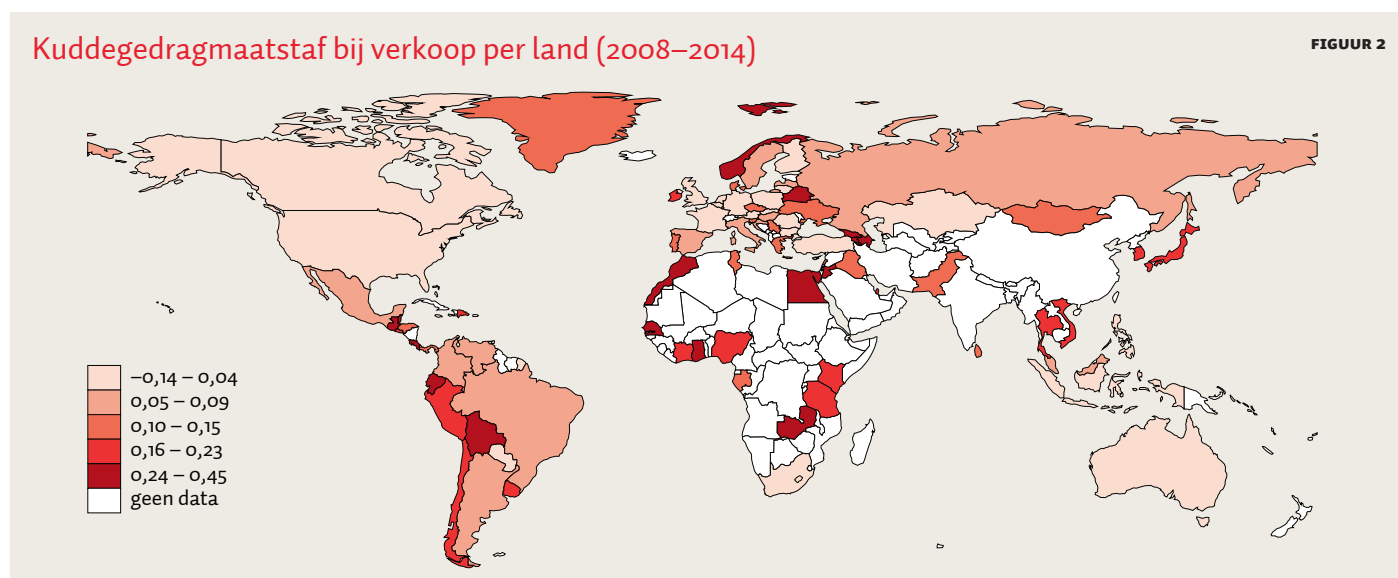 Kuddegedragmaatstaf bij verkoop per land (2008–2014)
FIGUUR 2
–0,14 – 0,04
0,05 – 0,09
0,10 – 0,15
0,16 – 0,23
0,24 – 0,45
geen data